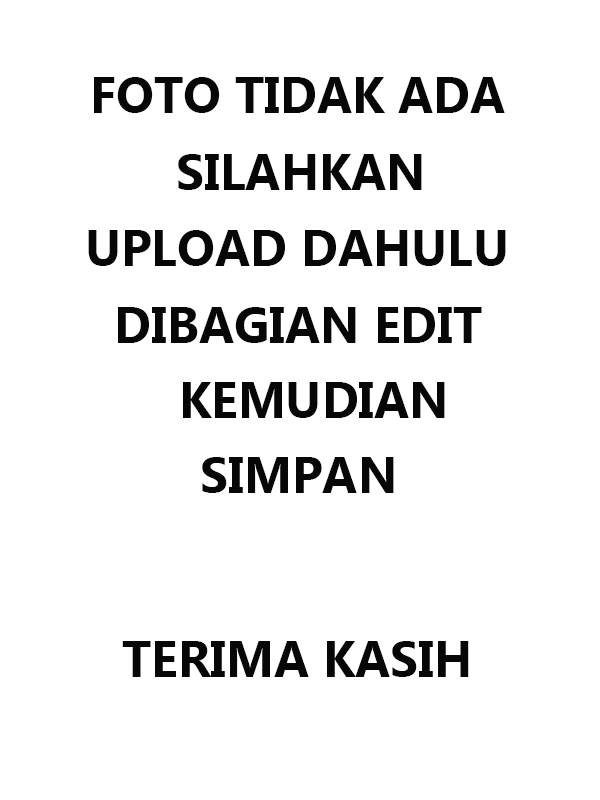 FOTO TIDAK ADA
SILAHKAN
UPLOAD DAHULU
DIBAGIAN EDIT
KEMUDIAN
SIMPAN
TERIMA KASIH